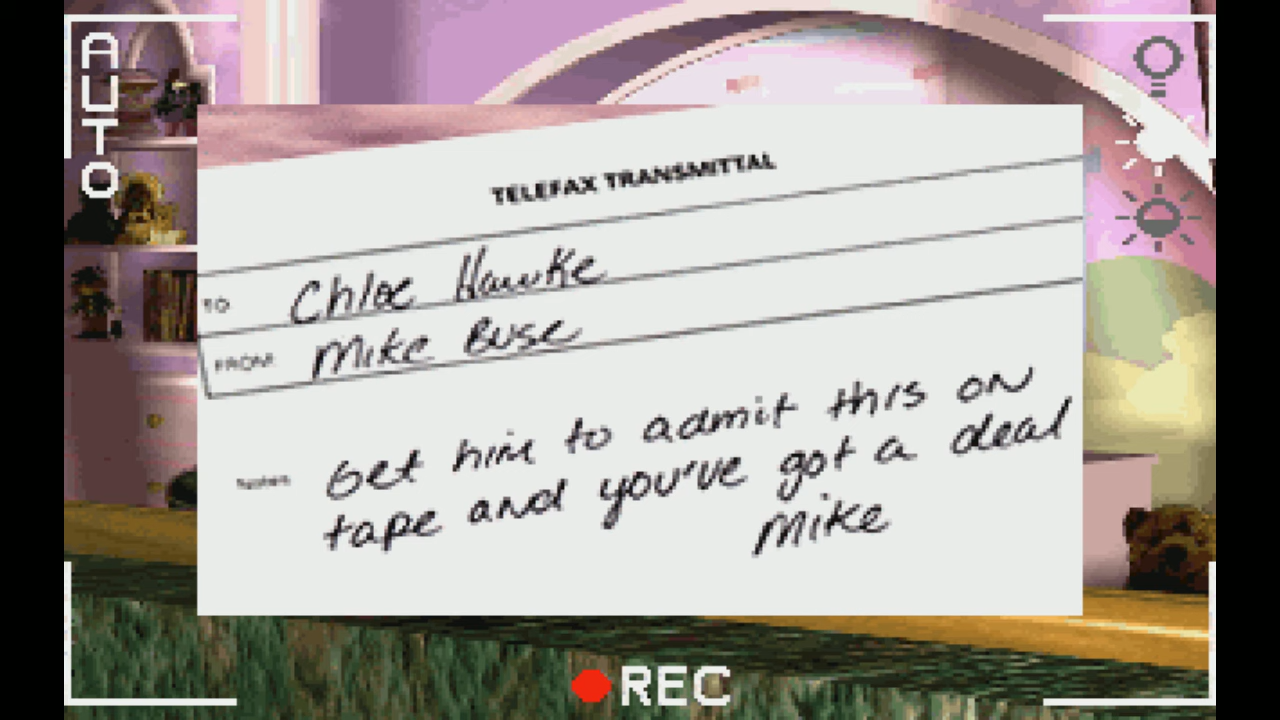 AUTO
TELEFAX TRANSMITTAL
TO Chloe Hawke
FROM: Mike Buse
Notes Get him to admit this on
tape and you've got a deal
Mike
REC